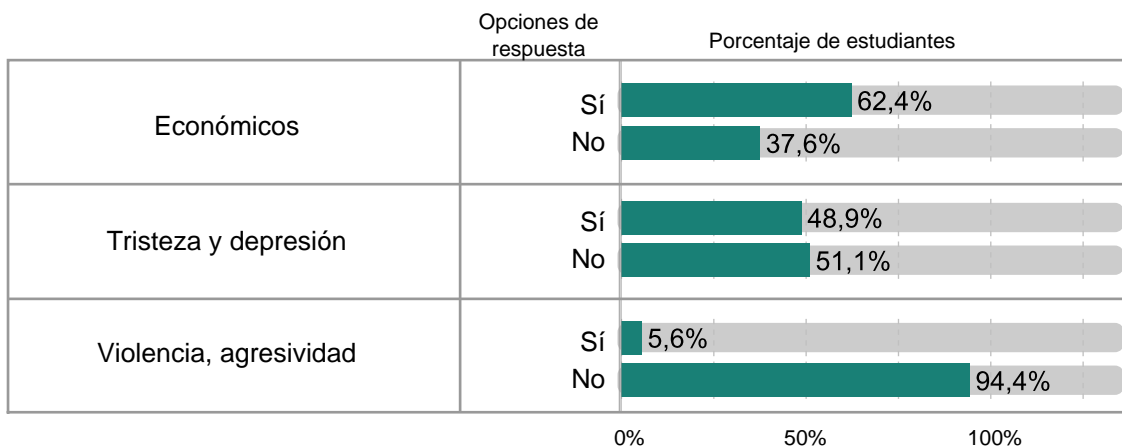 Opciones de
respuesta
Porcentaje de estudiantes
Económicos
Sí
62,4%
No
37,6%
Tristeza y depresión
Sí
48,9%
No
51,1%
Violencia, agresividad
Sí
5,6%
No
94,4%
0%
50%
100%